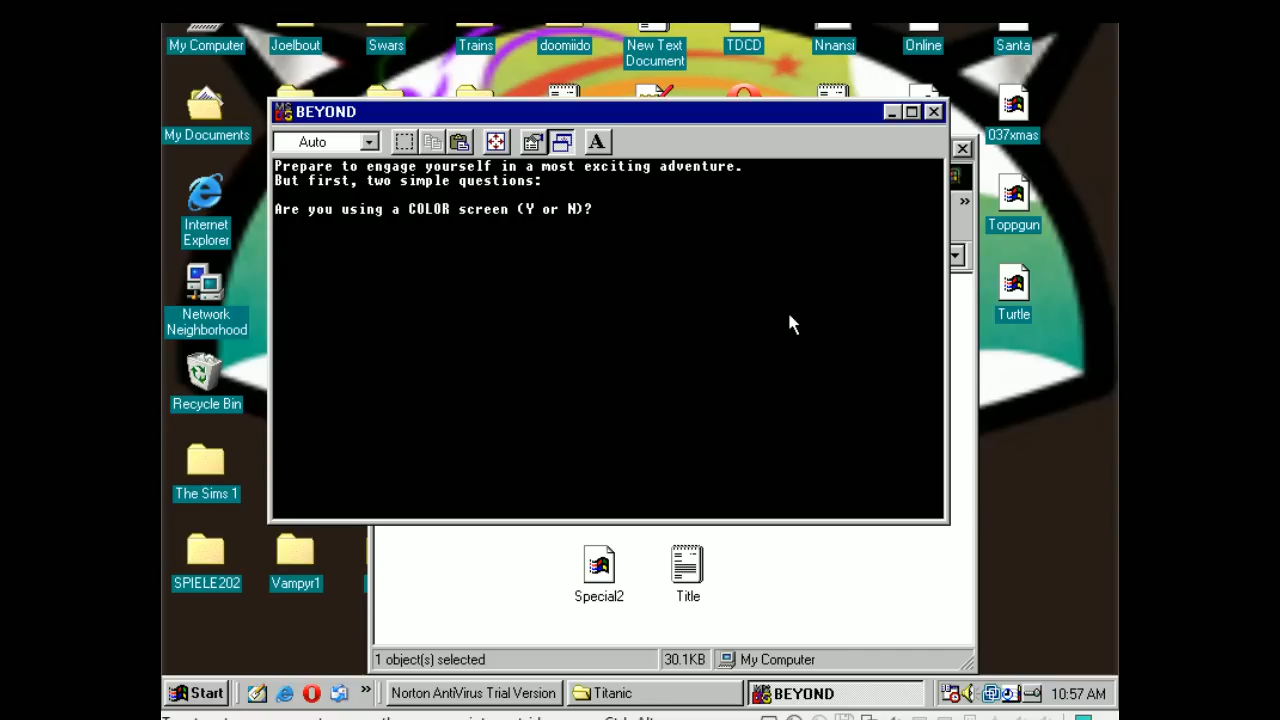 My Computer
Joelbout
Swars
Trains
doomiido
New Text
Document
TDCD
Nnansi
Online
Santa
My Documents
037xmas
BEYOND
Auto
A
Prepare to engage yourself in a most exciting adventure.
But first, two simple questions:
Are you using a COLOR screen (Y or N)?
Internet
Explorer
Toppgun
Network
Neighborhood
Turtle
Recycle Bin
The Sims 1
SPIELE202
Vampyr1
Special2
Title
1 object(s) selected
30.1KB
My Computer
Start
Norton AntiVirus Trial Version
Titanic
BEYOND
10:57 AM